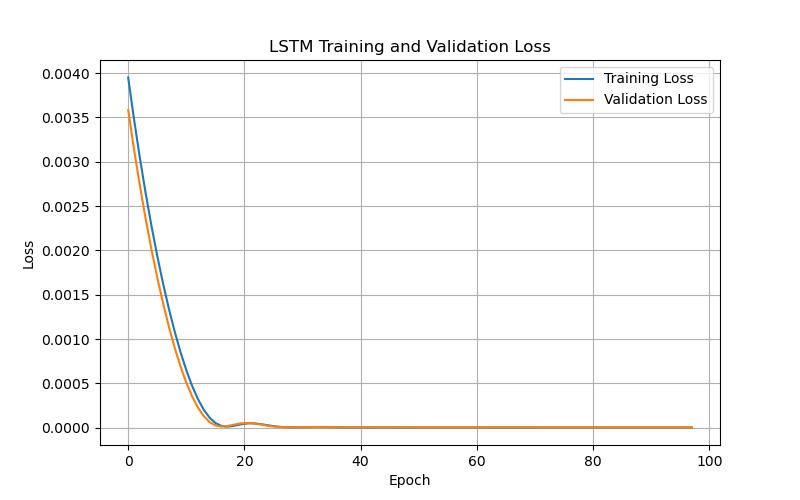 LSTM Training and Validation Loss
Training Loss
Validation Loss
Loss
0.0040
0.0035
0.0030
0.0025
0.0020
0.0015
0.0010
0.0005
0.0000
0 20 40 60 80 100
Epoch